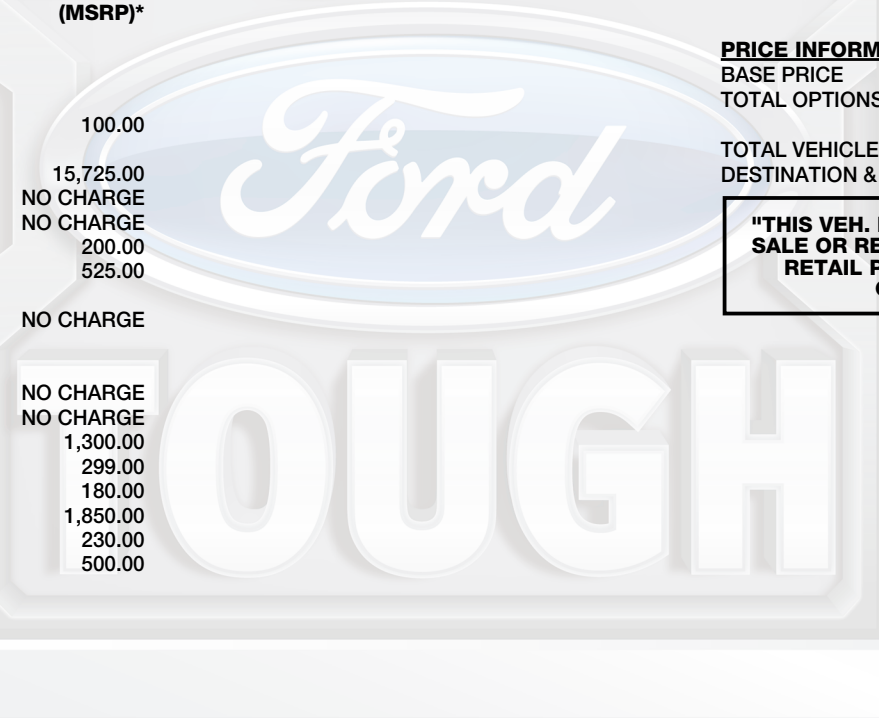 (MSRP)*
100.00
15,725.00
NO CHARGE
NO CHARGE
200.00
525.00
NO CHARGE
NO CHARGE
NO CHARGE
1,300.00
299.00
180.00
1,850.00
230.00
500.00
PRICE INFORM
BASE PRICE
TOTAL OPTIONS
TOTAL VEHICLE
DESTINATION &
"THIS VEH.
SALE OR RE
RETAIL P
Ford
TOUGH